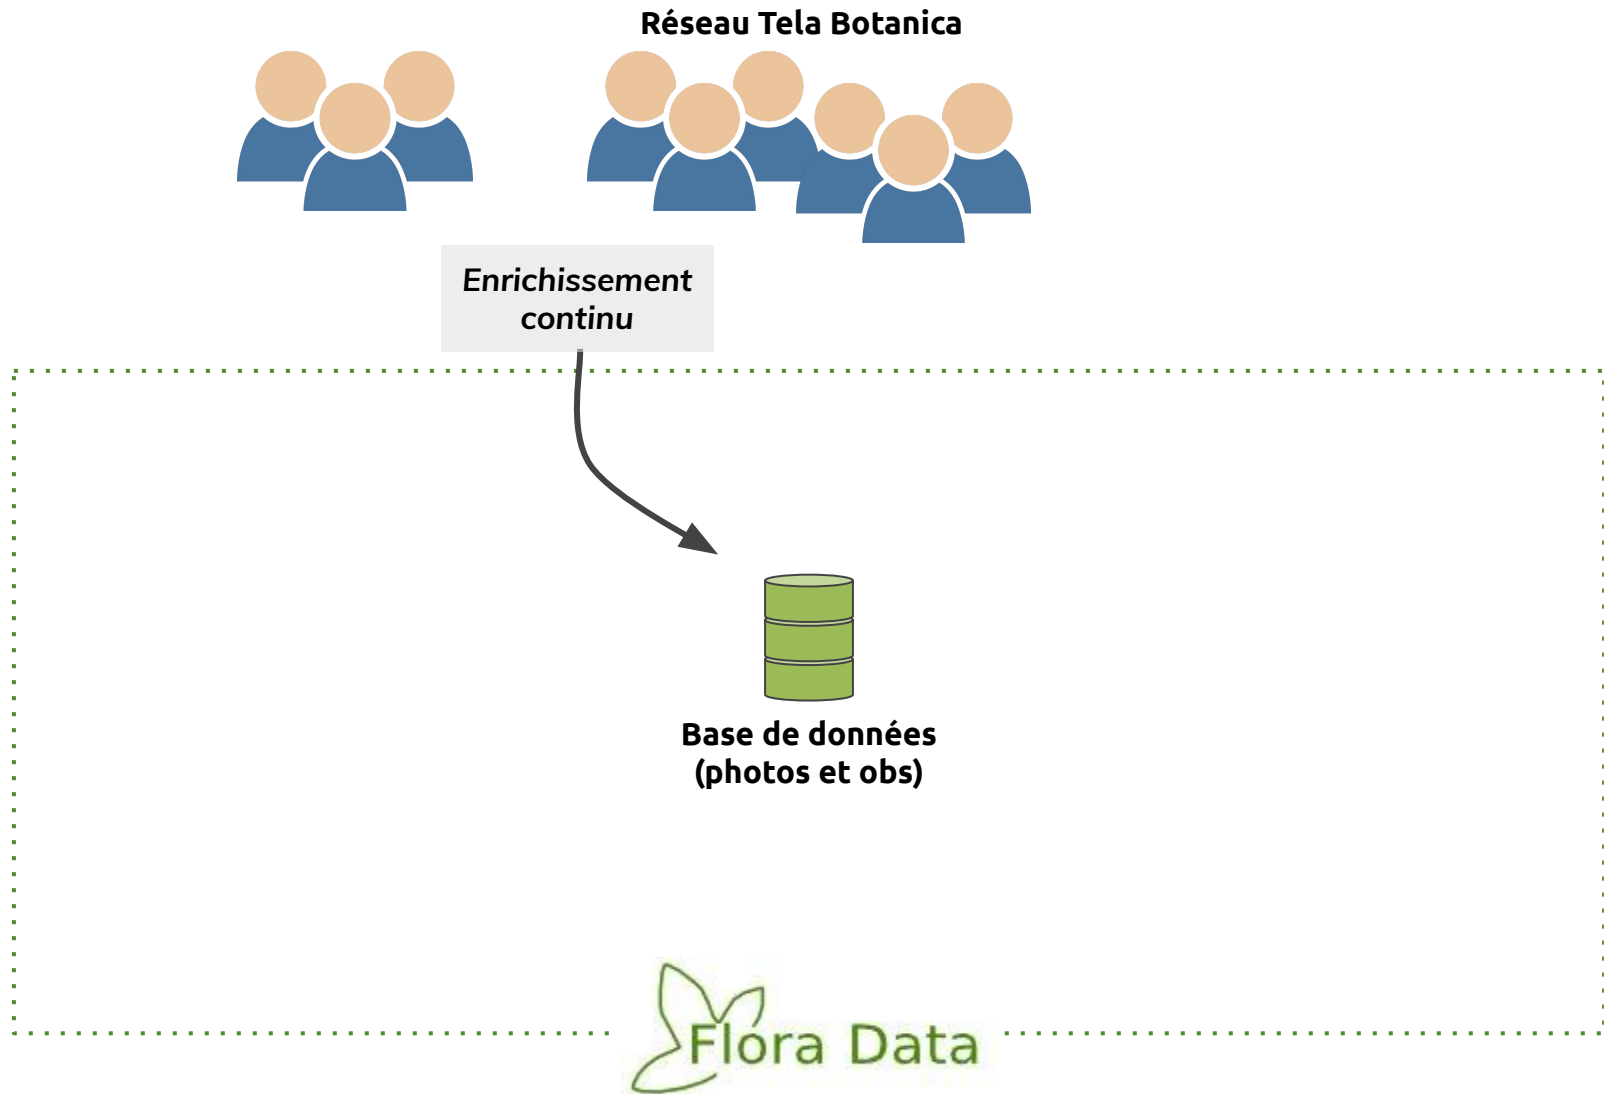 Réseau Tela Botanica
Enrichissement
continu
Base de données
(photos et obs)
Flora Data